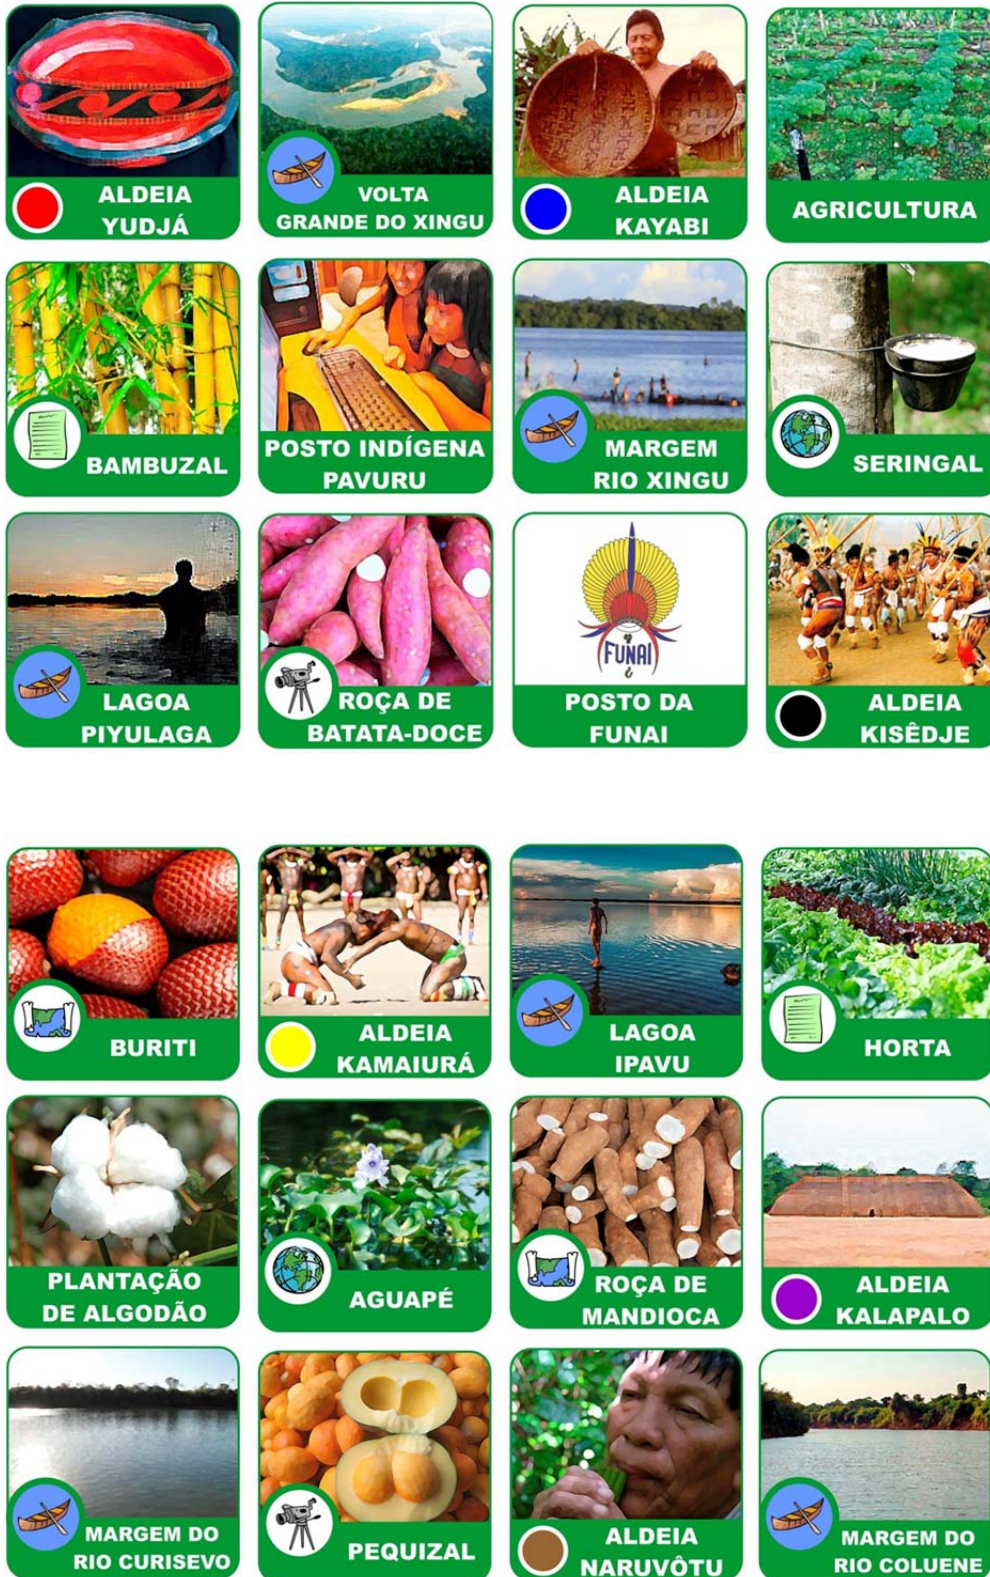 ALDEIA
YUDJÁ
VOLTA
GRANDE DO XINGU
ALDEIA
KAYABI
AGRICULTURA
BAMBUZAL
POSTO INDÍGENA
PAVURU
MARGEM
RIO XINGU
SERINGAL
LAGOA
PIYULAGA
ROÇA DE
BATATA-DOCE
FUNAI
POSTO DA
FUNAI
ALDEIA
KISÊDJE
BURITI
ALDEIA
KAMAIURÁ
LAGOA
IPAVU
HORTA
PLANTAÇÃO
DE ALGODÃO
AGUAPÉ
ROÇA DE
MANDIOCA
ALDEIA
KALAPALO
MARGEM DO
RIO CURISEVO
PEQUIZAL
ALDEIA
NARUVÔTU
MARGEM DO
RIO COLUENE